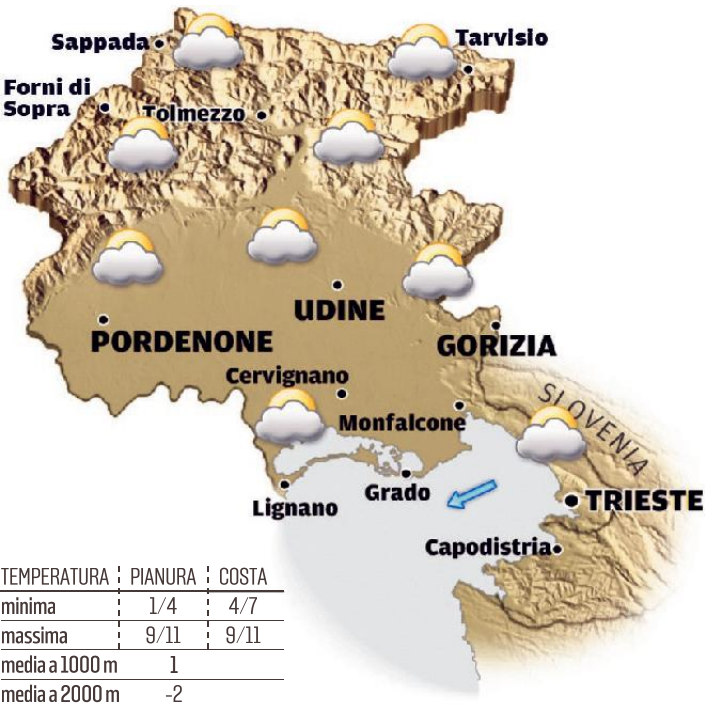 Sappada
Tarvisio
Forni di
Sopra
Tolmezzo
UDINE
PORDENONE
GORIZIA
Cervignano
SLOVENIA
Monfalcone
Grado
Lignano
TRIESTE
Capodistria
TEMPERATURA PIANURA COSTA
minima 1/4 4/7
massima 9/11 9/11
media a 1000 m 1
media a 2000 m -2